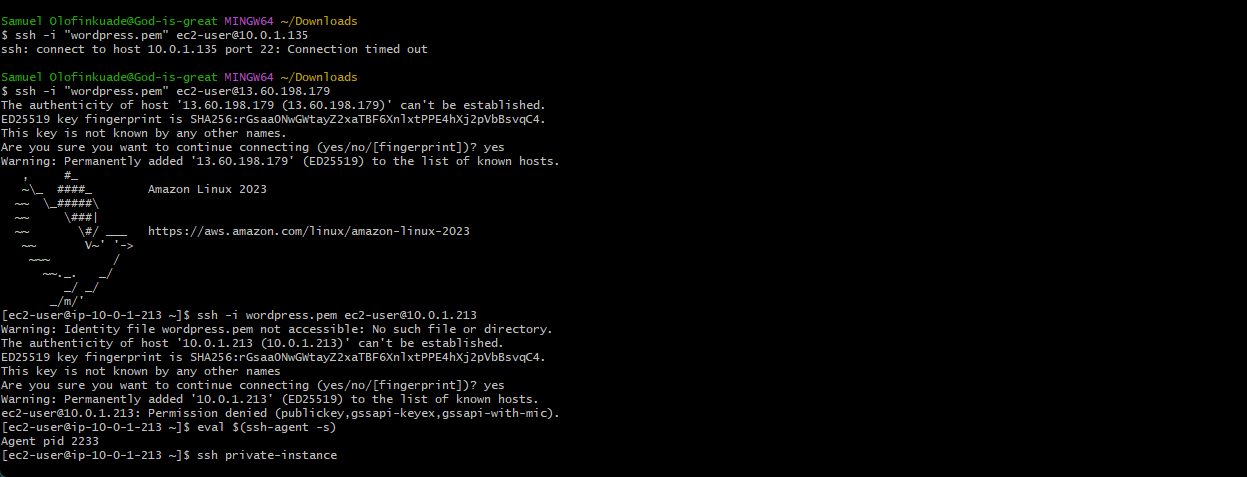 Samuel Olofinkuade@God-is-great MINGW64 ~/Downloads
$ ssh -i "wordpress.pem" ec2-user@10.0.1.135
ssh: connect to host 10.0.1.135 port 22: Connection timed out

Samuel Olofinkuade@God-is-great MINGW64 ~/Downloads
$ ssh -i "wordpress.pem" ec2-user@13.60.198.179
The authenticity of host '13.60.198.179 (13.60.198.179)' can't be established.
ED25519 key fingerprint is SHA256:rGsaa0NwGWtayZ2xaTBF6XnlxtPPE4hXj2pVbBsvqC4.
This key is not known by any other names.
Are you sure you want to continue connecting (yes/no/[fingerprint])? yes
Warning: Permanently added '13.60.198.179' (ED25519) to the list of known hosts.
   ,     #_
   ~\_  ####_        Amazon Linux 2023
  ~~  \_#####\
  ~~     \###|
  ~~       \#/ ___   https://aws.amazon.com/linux/amazon-linux-2023
   ~~       V~' '->
    ~~~         /
      ~~._.   _/
         _/ _/
       _/m/'
[ec2-user@ip-10-0-1-213 ~]$ ssh -i wordpress.pem ec2-user@10.0.1.213
Warning: Identity file wordpress.pem not accessible: No such file or directory.
The authenticity of host '10.0.1.213 (10.0.1.213)' can't be established.
ED25519 key fingerprint is SHA256:rGsaa0NwGWtayZ2xaTBF6XnlxtPPE4hXj2pVbBsvqC4.
This key is not known by any other names
Are you sure you want to continue connecting (yes/no/[fingerprint])? yes
Warning: Permanently added '10.0.1.213' (ED25519) to the list of known hosts.
ec2-user@10.0.1.213: Permission denied (publickey,gssapi-keyex,gssapi-with-mic).
[ec2-user@ip-10-0-1-213 ~]$ eval $(ssh-agent -s)
Agent pid 2233
[ec2-user@ip-10-0-1-213 ~]$ ssh private-instance